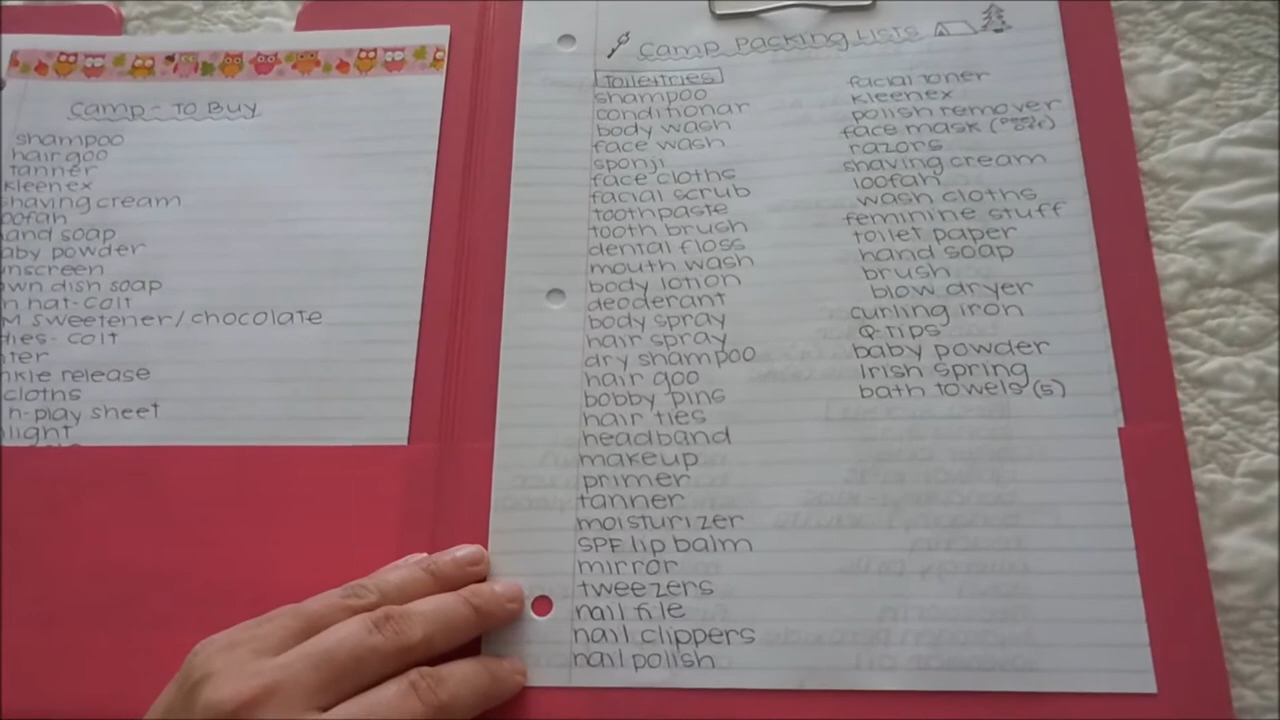 Camp - To Buy
shampoo
hair goo
tanner
kleenex
shaving cream
oofah
and soap
aby powder
nscreen
wn dish soap
n hat-colt
M sweetener/chocolate
dies- colt
ter
nkle release
cloths
n-play sheet
light
Camp Packing Lists
Toiletries
shampoo
conditionar
body wash
face wash
sponji
face cloths
facial scrub
toothpaste
tooth brush
dental floss
mouth wash
body lotion
deoderant
body spray
hair spray
dry shampoo
hair goo
bobby pins
hair ties
headband
makeup
primer
tanner
moisturizer
SPF lip balm
mirror
tweezers
nail file
nail clippers
nail polish
facial toner
kleenex
polish remover
face mask (peel off)
razors
shaving cream
loofah
wash cloths
feminine stuff
toilet paper
hand soap
brush
blow dryer
curling iron
Q-tips
baby powder
Irish Spring
bath towels (5)